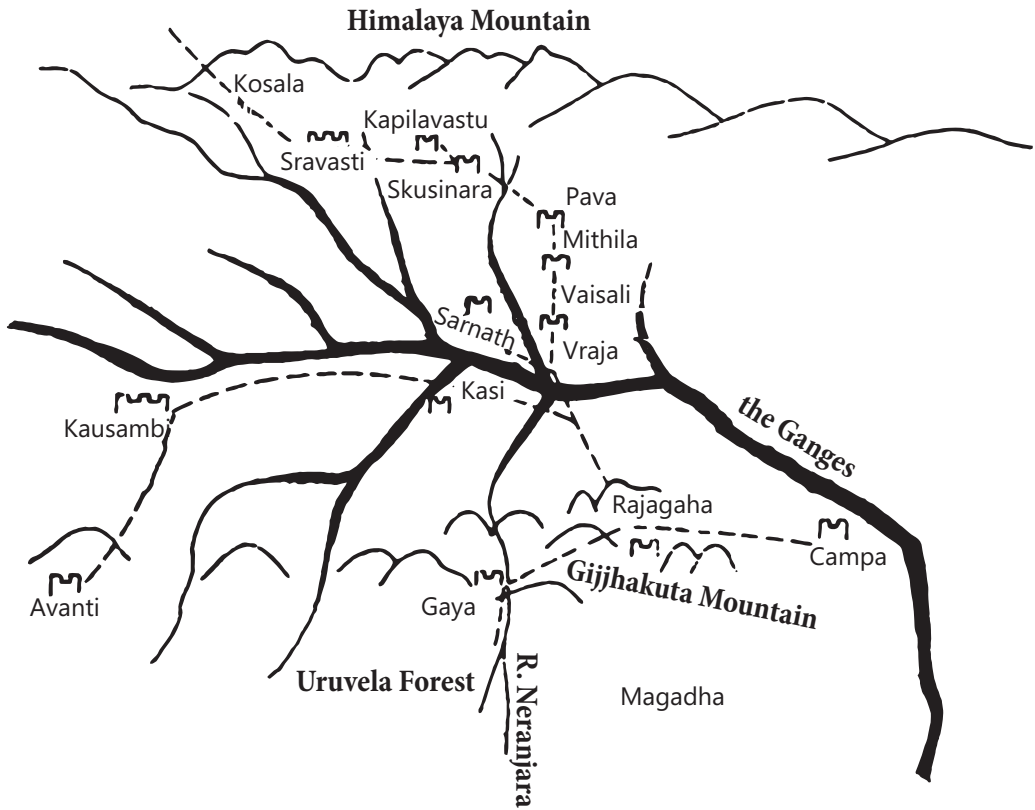 Himalaya Mountain
Kosala
Kapilavastu
Sravasti
Skusinara
Pava
Mithila
Vaisali
Sarnath
Vraja
Kasi
Kausamb
the Ganges
Rajagaha
Campa
Avanti
Gaya
Gijjhakuta Mountain
Uruvela Forest
R. Neranjara
Magadha